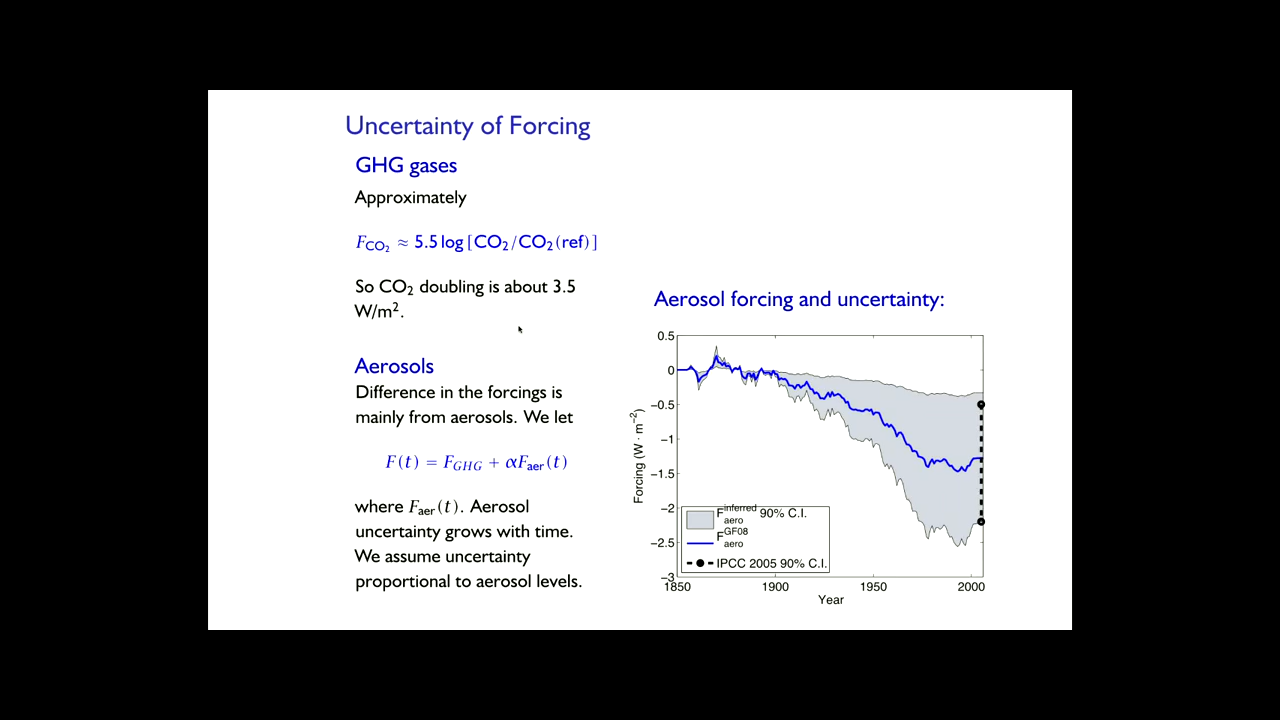 Uncertainty of Forcing
GHG gases
Approximately
F_CO₂ ≈ 5.5 log [CO₂/CO₂(ref)]
So CO₂ doubling is about 3.5
W/m².
Aerosols
Difference in the forcings is
mainly from aerosols. We let
F(t) = F_GHG + αF_aer(t)
where F_aer(t). Aerosol
uncertainty grows with time.
We assume uncertainty
proportional to aerosol levels.
Aerosol forcing and uncertainty:
0.5
0
−0.5
−1
−1.5
−2
−2.5
−3
Forcing (W · m⁻²)
F_aero^inferred 90% C.I.
F_aero^GF08
IPCC 2005 90% C.I.
1850 1900 1950 2000
Year